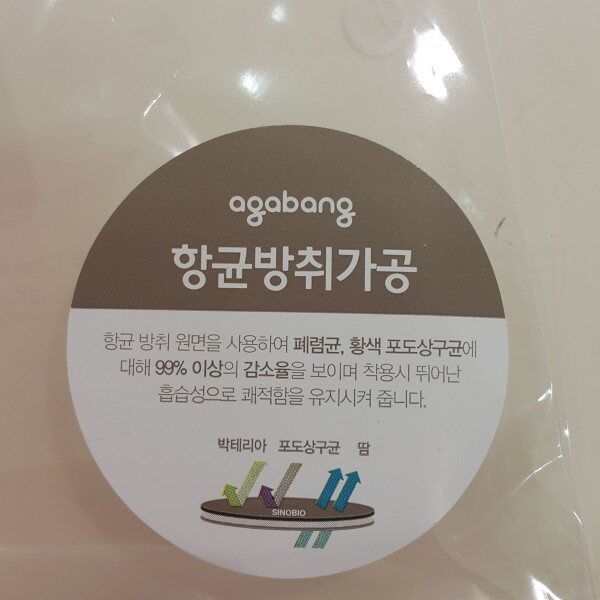 agabang
항균방취가공
항균 방취 원면을 사용하여 폐렴균, 황색 포도상구균에
대해 99% 이상의 감소율을 보이며 착용시 뛰어난
흡습성으로 쾌적함을 유지시켜 줍니다.
박테리아 포도상구균 땀
SINOBIO